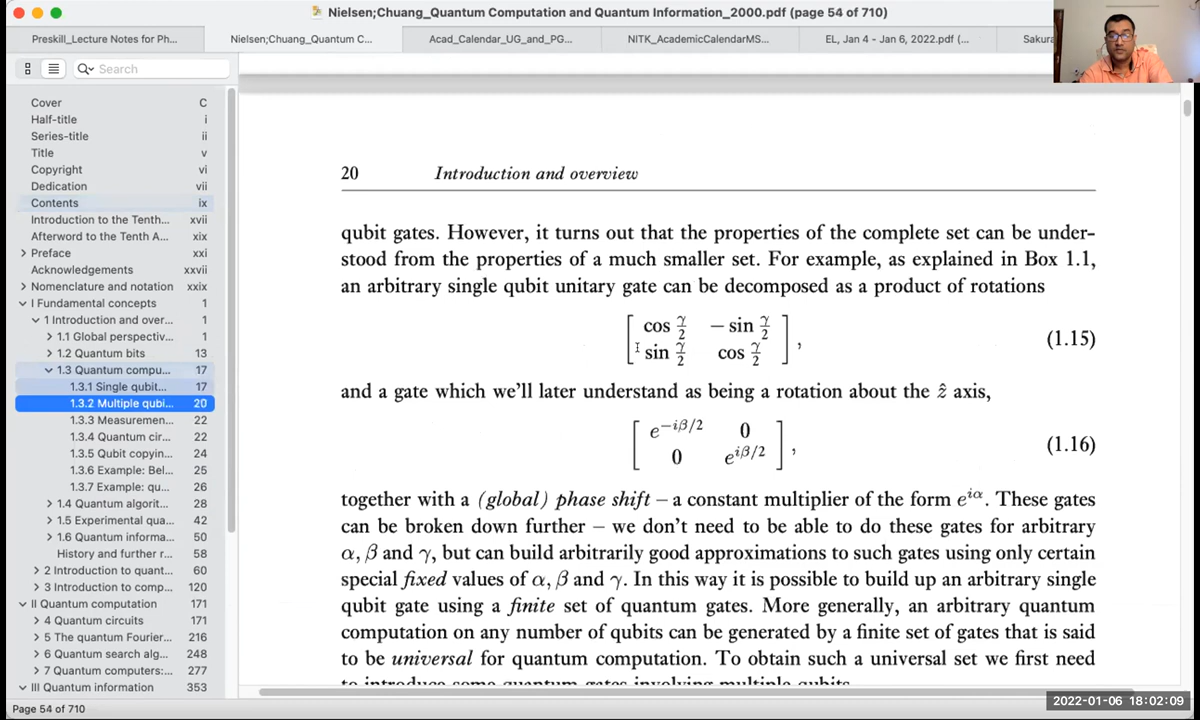 Nielsen;Chuang_Quantum Computation and Quantum Information_2000.pdf (page 54 of 710)
Preskill_Lecture Notes for Ph...
Nielsen;Chuang_Quantum C...
Acad_Calendar_UG_and_PG...
NITK_AcademicCalendarMS...
EL, Jan 4 - Jan 6, 2022.pdf (...
Sakura
Search
Cover C
Half-title i
Series-title ii
Title v
Copyright vi
Dedication vii
Contents ix
Introduction to the Tenth... xvii
Afterword to the Tenth A... xix
> Preface xxi
Acknowledgements xxvii
> Nomenclature and notation xxix
I Fundamental concepts 1
1 Introduction and over... 1
> 1.1 Global perspectiv... 1
> 1.2 Quantum bits 13
1.3 Quantum compu... 17
1.3.1 Single qubit... 17
1.3.2 Multiple qubi... 20
1.3.3 Measuremen... 22
1.3.4 Quantum cir... 22
1.3.5 Qubit copyin... 24
1.3.6 Example: Bel... 25
1.3.7 Example: qu... 26
> 1.4 Quantum algorit... 28
> 1.5 Experimental qua... 42
> 1.6 Quantum informa... 50
History and further r... 58
> 2 Introduction to quant... 60
> 3 Introduction to comp... 120
II Quantum computation 171
> 4 Quantum circuits 171
> 5 The quantum Fourier... 216
> 6 Quantum search alg... 248
> 7 Quantum computers:... 277
III Quantum information 353
Page 54 of 710
20 Introduction and overview
qubit gates. However, it turns out that the properties of the complete set can be under-
stood from the properties of a much smaller set. For example, as explained in Box 1.1,
an arbitrary single qubit unitary gate can be decomposed as a product of rotations
[ cos γ/2 − sin γ/2
sin γ/2 cos γ/2 ] , (1.15)
and a gate which we'll later understand as being a rotation about the ẑ axis,
[ e^{−iβ/2} 0
0 e^{iβ/2} ] , (1.16)
together with a (global) phase shift – a constant multiplier of the form e^{iα}. These gates
can be broken down further – we don't need to be able to do these gates for arbitrary
α, β and γ, but can build arbitrarily good approximations to such gates using only certain
special fixed values of α, β and γ. In this way it is possible to build up an arbitrary single
qubit gate using a finite set of quantum gates. More generally, an arbitrary quantum
computation on any number of qubits can be generated by a finite set of gates that is said
to be universal for quantum computation. To obtain such a universal set we first need
to introduce some quantum gates involving multiple qubits.
2022-01-06 18:02:09